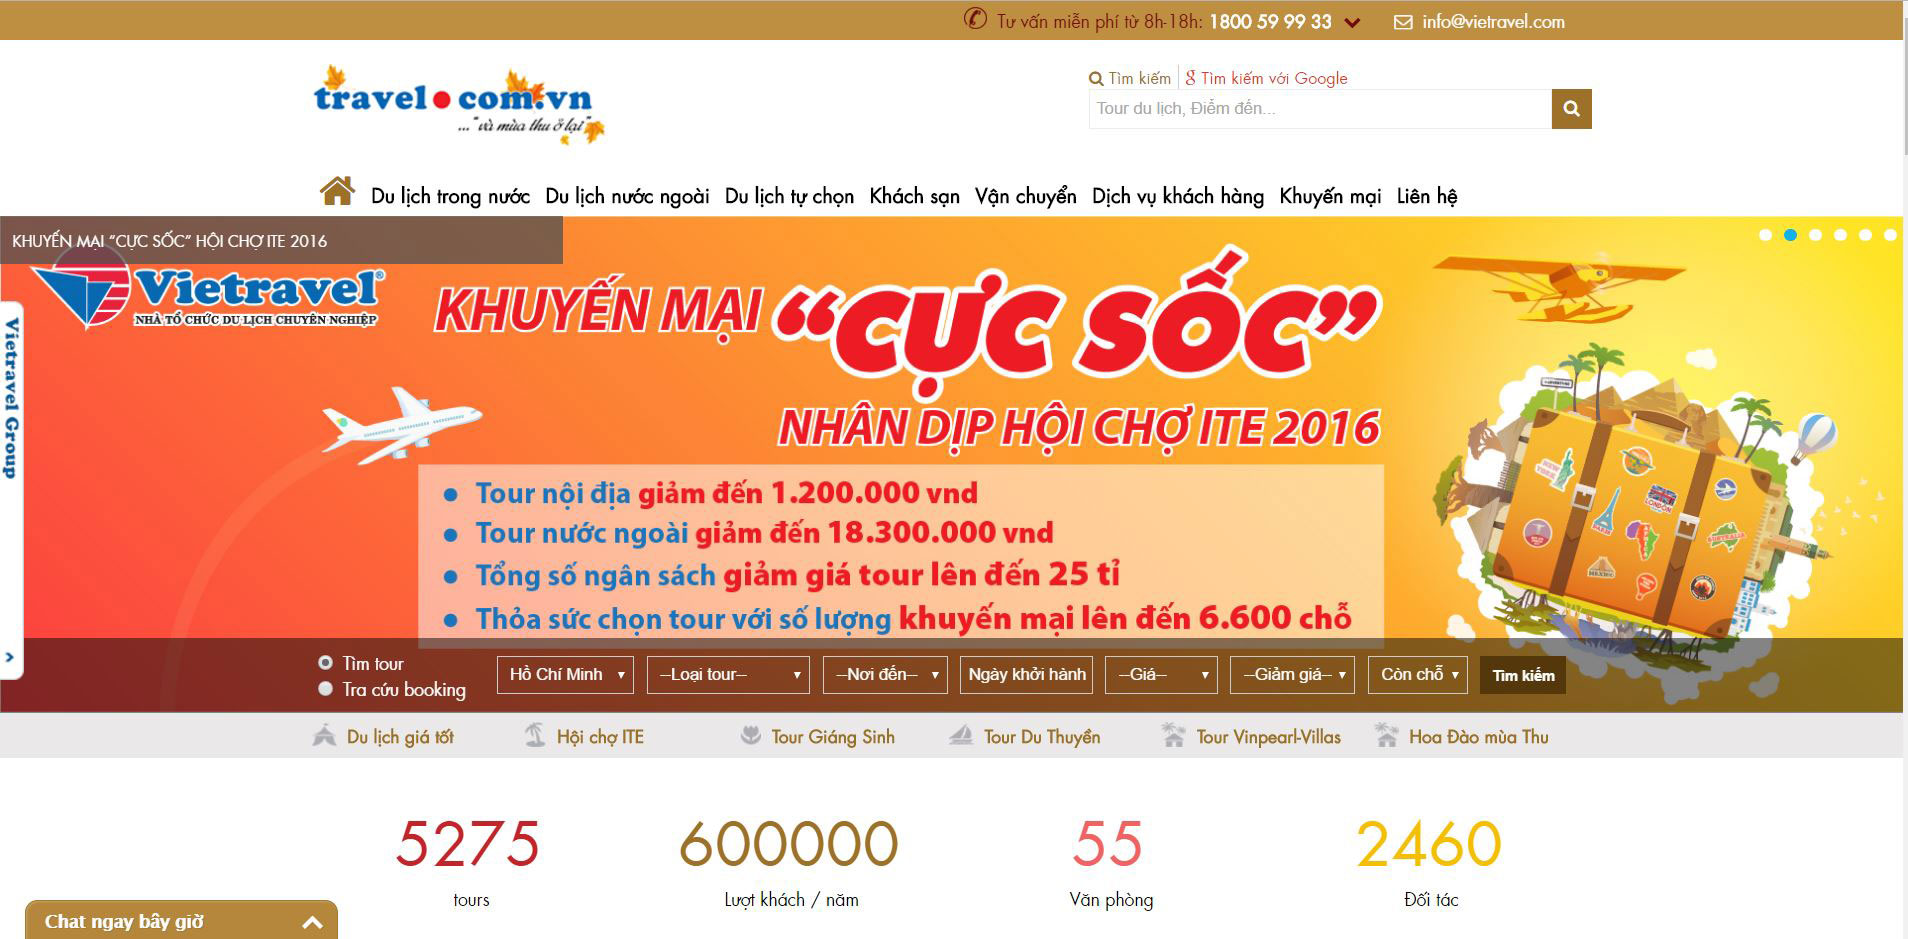 Tư vấn miễn phí từ 8h-18h: 1800 59 99 33 info@vietravel.com
travel.com.vn
..."và mùa thu ở lại"
Tìm kiếm Tìm kiếm với Google
Tour du lịch, Điểm đến...
Du lịch trong nước Du lịch nước ngoài Du lịch tự chọn Khách sạn Vận chuyển Dịch vụ khách hàng Khuyến mại Liên hệ
KHUYẾN MẠI "CỰC SỐC" HỘI CHỢ ITE 2016
Vietravel®
NHÀ TỔ CHỨC DU LỊCH CHUYÊN NGHIỆP
KHUYẾN MẠI "CỰC SỐC"
NHÂN DỊP HỘI CHỢ ITE 2016
Vietravel Group
• Tour nội địa giảm đến 1.200.000 vnd
• Tour nước ngoài giảm đến 18.300.000 vnd
• Tổng số ngân sách giảm giá tour lên đến 25 tỉ
• Thỏa sức chọn tour với số lượng khuyến mại lên đến 6.600 chỗ
NEW YORK
LONDON
PARIS
AUSTRALIA
MEXICO
Tìm tour
Tra cứu booking
Hồ Chí Minh --Loại tour-- --Nơi đến-- Ngày khởi hành --Giá-- --Giảm giá-- Còn chỗ Tìm kiếm
Du lịch giá tốt Hội chợ ITE Tour Giáng Sinh Tour Du Thuyền Tour Vinpearl-Villas Hoa Đào mùa Thu
5275 600000 55 2460
tours Lượt khách / năm Văn phòng Đối tác
Chat ngay bây giờ